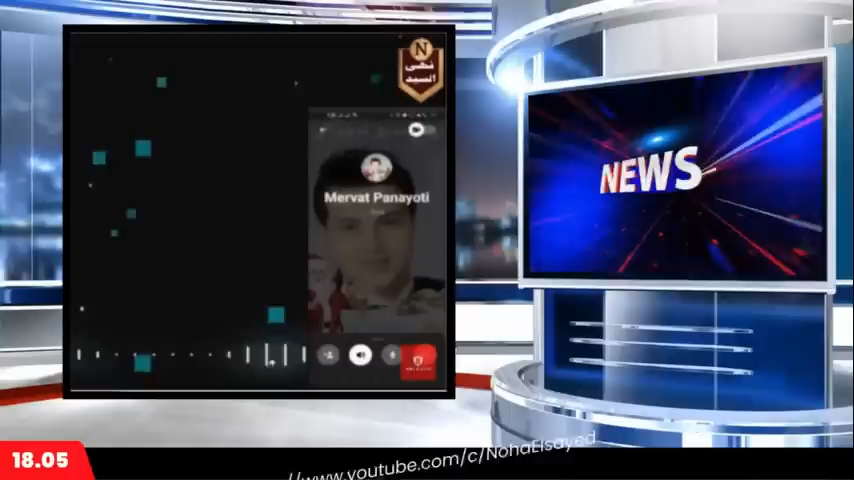 N
نهى
السيد
Mervat Panayoti
NEWS
18.05
//www.youtube.com/c/NohaElsayed